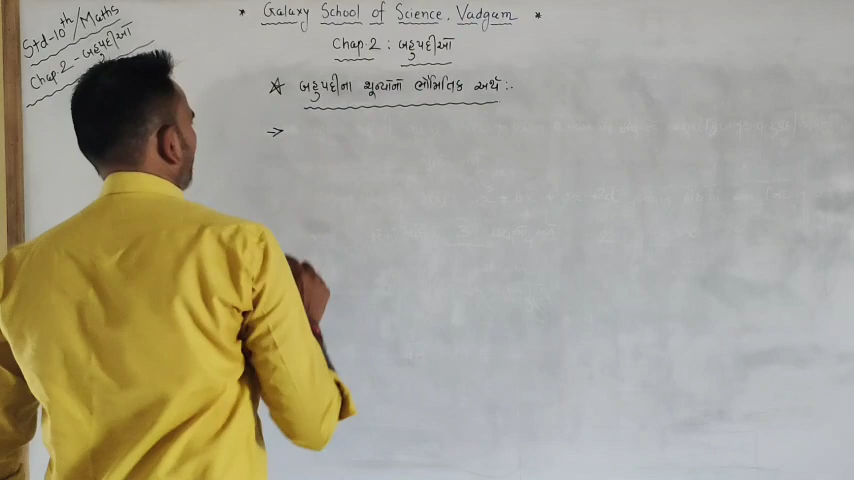 Std-10th/Maths
Chap-2-બહુપદીઓ
* Galaxy School of Science, Vadgam *
Chap. 2 : બહુપદીઓ
☆ બહુપદીના શૂન્યોનો ભૌમિતિક અર્થ :-
→